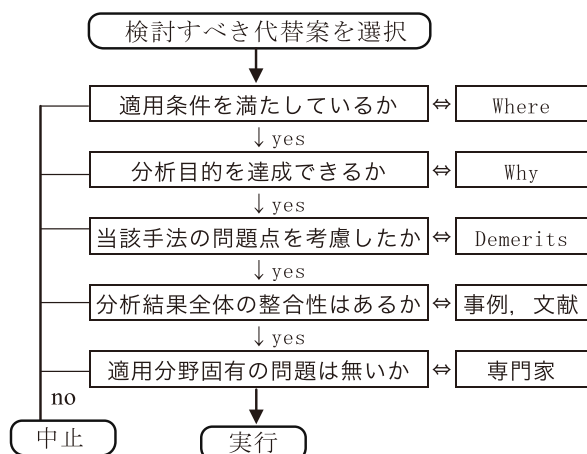 検討すべき代替案を選択
適用条件を満たしているか ⇔ Where
↓yes
分析目的を達成できるか ⇔ Why
↓yes
当該手法の問題点を考慮したか ⇔ Demerits
↓yes
分析結果全体の整合性はあるか ⇔ 事例，文献
↓yes
適用分野固有の問題は無いか ⇔ 専門家
no
中止
実行